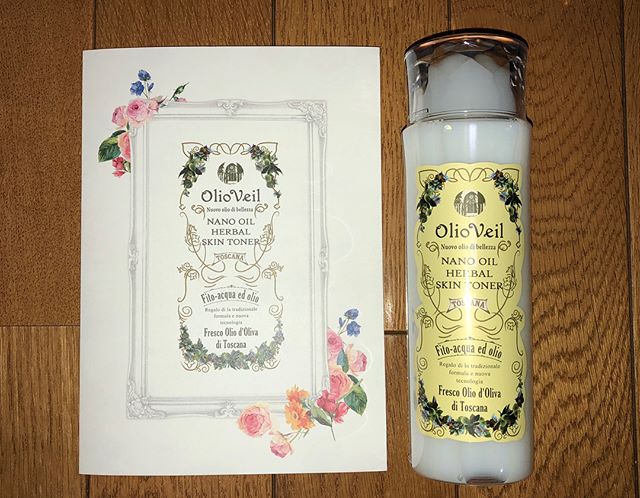 OlioVeil
Nuovo olio di bellezza
NANO OIL
HERBAL
SKIN TONER
TOSCANA
Fito-acqua ed olio
Regalo di la tradizionale
formula e nuova
tecnologia
Fresco Olio d'Oliva
di Toscana
OlioVeil
Nuovo olio di bellezza
NANO OIL
HERBAL
SKIN TONER
TOSCANA
Fito-acqua ed olio
Regalo di la tradizionale
formula e nuova
tecnologia
Fresco Olio d'Oliva
di Toscana